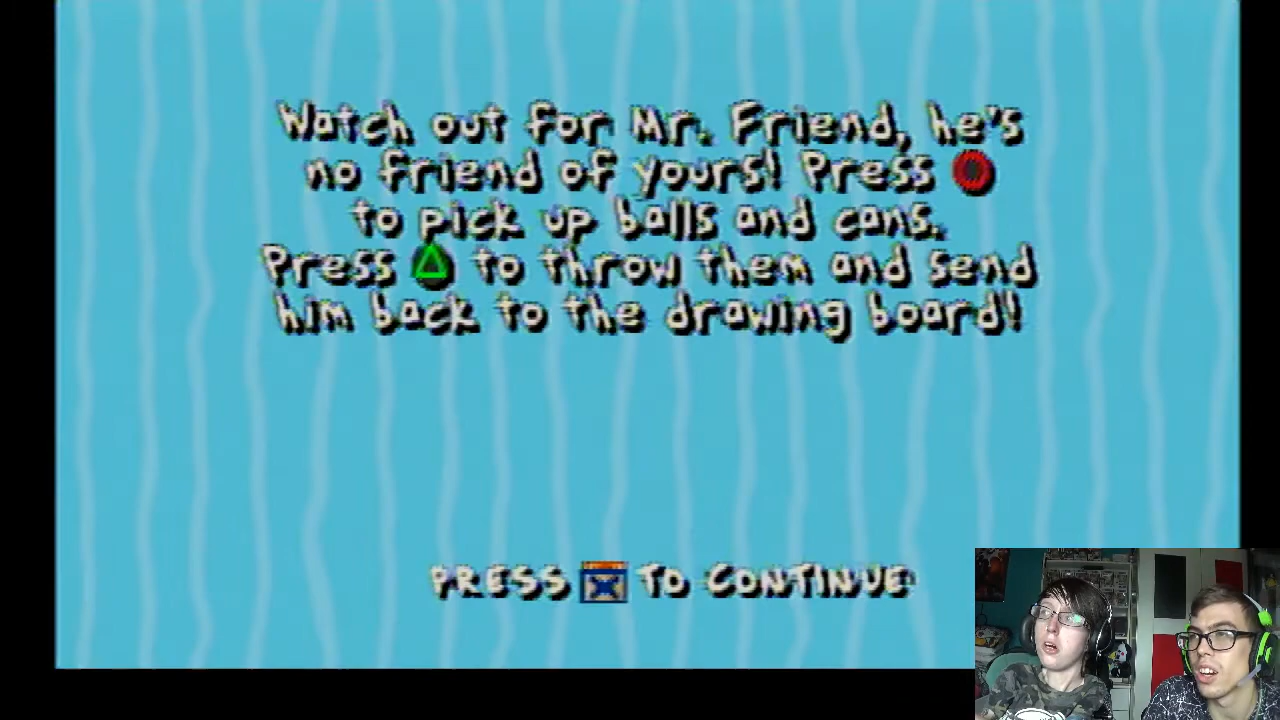 Watch out for Mr. Friend, he's
no friend of yours! Press O
to pick up balls and cans.
Press △ to throw them and send
him back to the drawing board!
PRESS X TO CONTINUE